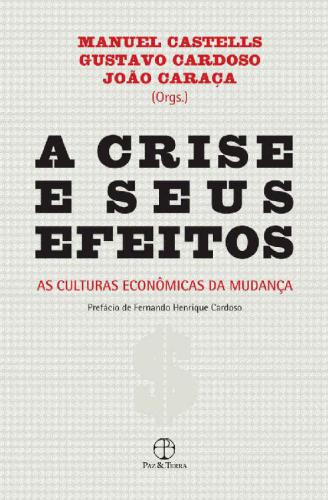 MANUEL CASTELLS
GUSTAVO CARDOSO
JOÃO CARAÇA
(Orgs.)
A CRISE
E SEUS
EFEITOS
AS CULTURAS ECONÔMICAS DA MUDANÇA
Prefácio de Fernando Henrique Cardoso
$
PAZ & TERRA